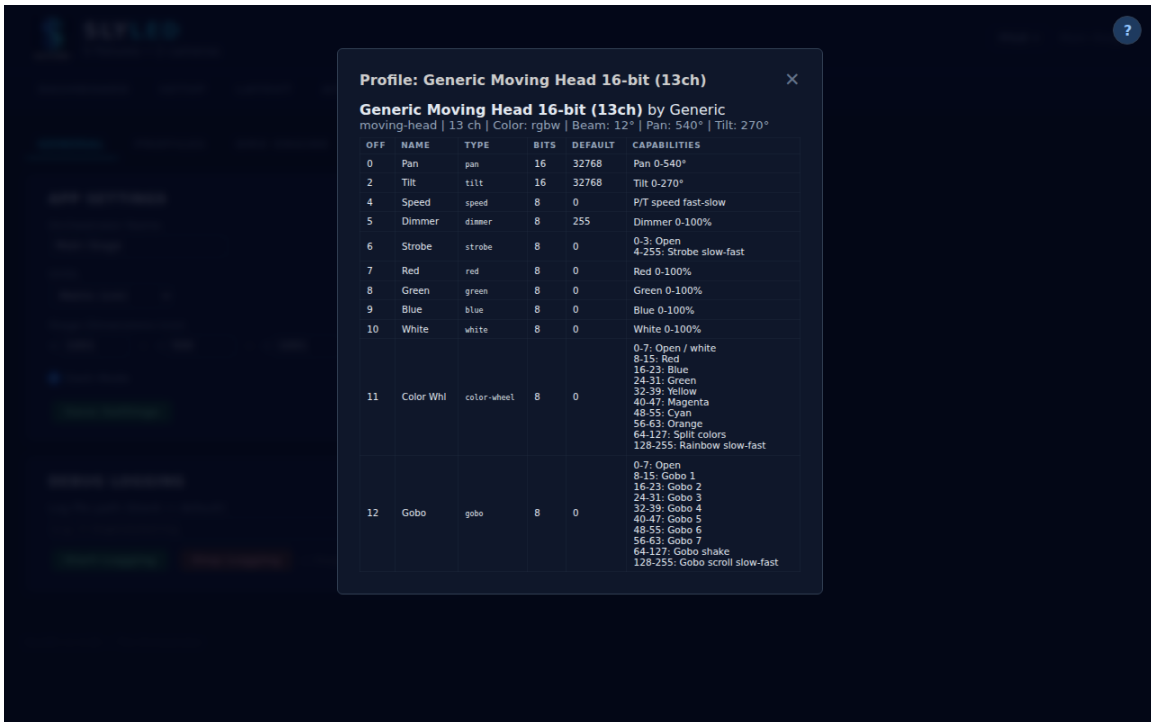 SLYLED
?
Profile: Generic Moving Head 16-bit (13ch) ✕
Generic Moving Head 16-bit (13ch) by Generic
moving-head | 13 ch | Color: rgbw | Beam: 12° | Pan: 540° | Tilt: 270°
OFF NAME TYPE BITS DEFAULT CAPABILITIES
0 Pan pan 16 32768 Pan 0-540°
2 Tilt tilt 16 32768 Tilt 0-270°
4 Speed speed 8 0 P/T speed fast-slow
5 Dimmer dimmer 8 255 Dimmer 0-100%
6 Strobe strobe 8 0 0-3: Open
4-255: Strobe slow-fast
7 Red red 8 0 Red 0-100%
8 Green green 8 0 Green 0-100%
9 Blue blue 8 0 Blue 0-100%
10 White white 8 0 White 0-100%
11 Color Whl color-wheel 8 0 0-7: Open / white
8-15: Red
16-23: Blue
24-31: Green
32-39: Yellow
40-47: Magenta
48-55: Cyan
56-63: Orange
64-127: Split colors
128-255: Rainbow slow-fast
12 Gobo gobo 8 0 0-7: Open
8-15: Gobo 1
16-23: Gobo 2
24-31: Gobo 3
32-39: Gobo 4
40-47: Gobo 5
48-55: Gobo 6
56-63: Gobo 7
64-127: Gobo shake
128-255: Gobo scroll slow-fast
APP SETTINGS
DEBUG LOGGING